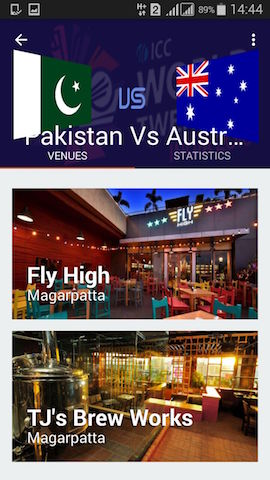 H+
2
89%
14:44
ICC
WORLD
TWE
VS
Pakistan Vs Austr...
VENUES
STATISTICS
FLY
HIGH
Fly High
Magarpatta
TJ's Brew Works
Magarpatta